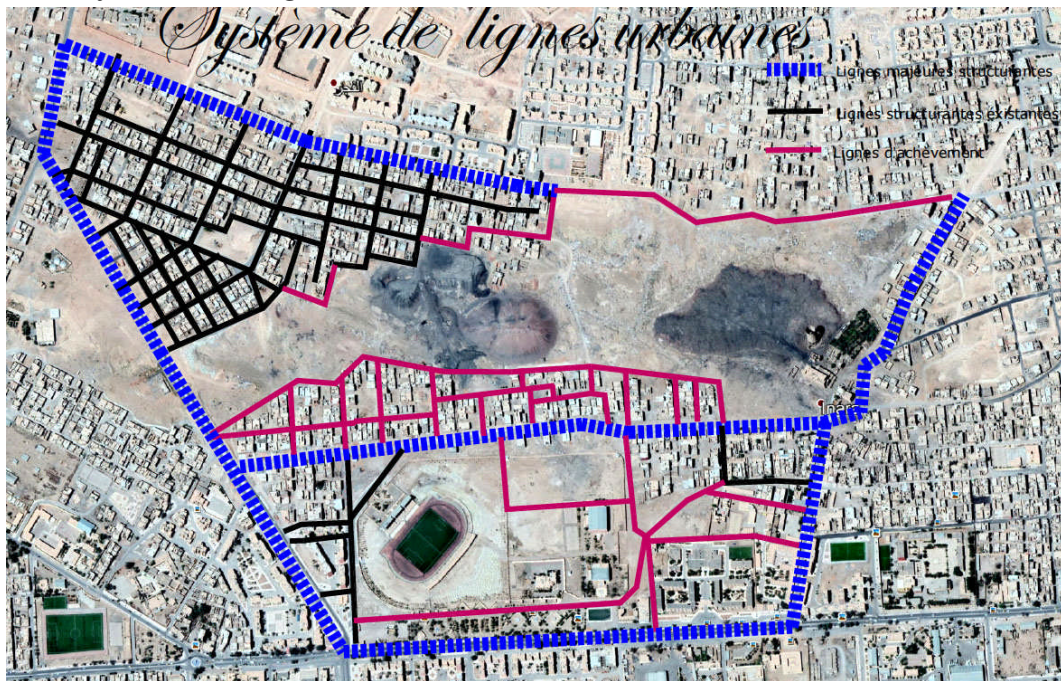 Système de lignes urbaines
Lignes majeures structurantes
Lignes structurantes existantes
Lignes d'achèvement